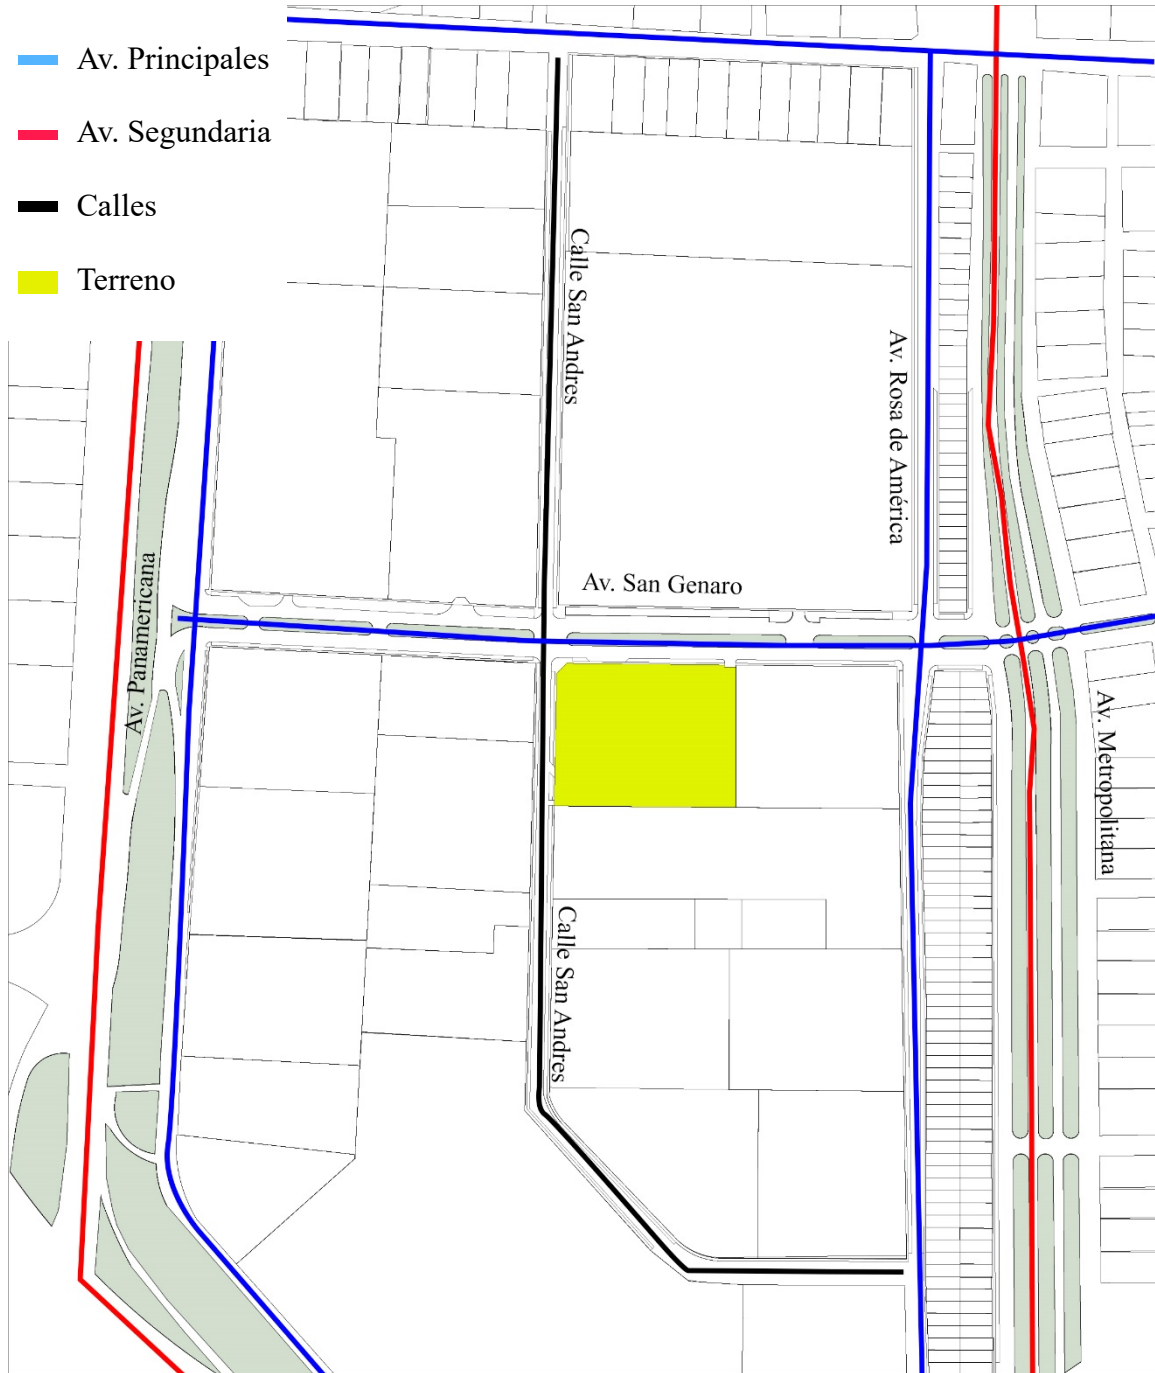 Av. Principales
Av. Segundaria
Calles
Terreno
Calle San Andres
Av. Rosa de América
Av. San Genaro
Av. Panamericana
Av. Metropolitana
Calle San Andres